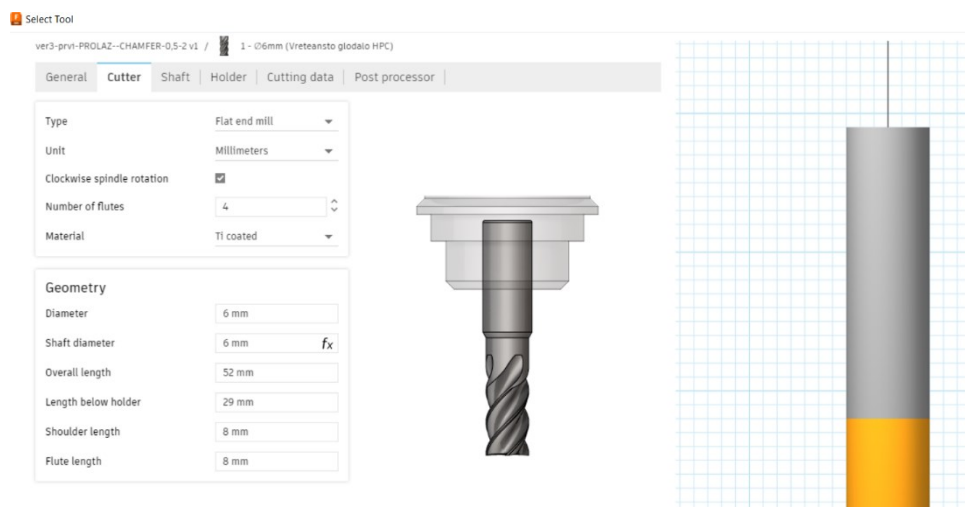 Select Tool
ver3-prvi-PROLAZ--CHAMFER-0,5-2 v1 / 1 - Ø6mm (Vreteansto glodalo HPC)
General Cutter Shaft Holder Cutting data Post processor
Type Flat end mill
Unit Millimeters
Clockwise spindle rotation
Number of flutes 4
Material Ti coated
Geometry
Diameter 6 mm
Shaft diameter 6 mm fx
Overall length 52 mm
Length below holder 29 mm
Shoulder length 8 mm
Flute length 8 mm